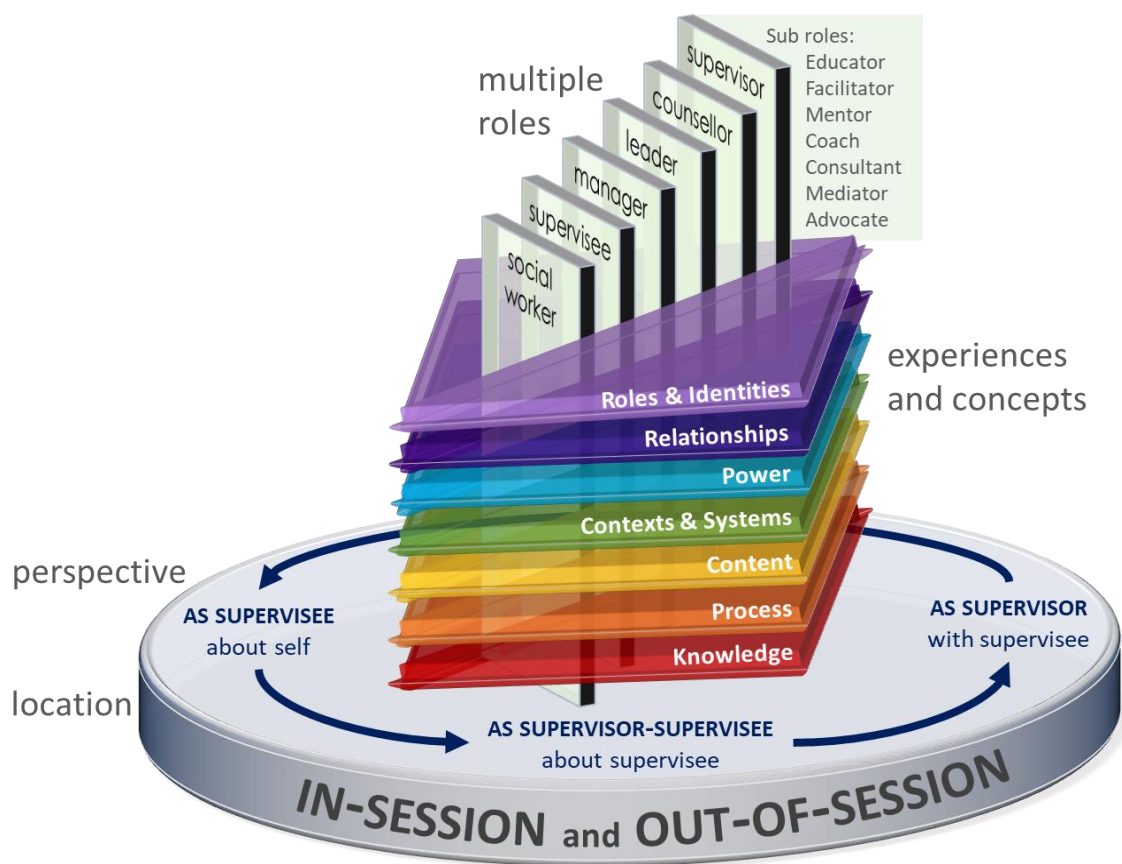 Sub roles:
Educator
Facilitator
Mentor
Coach
Consultant
Mediator
Advocate
multiple
roles
supervisor
counsellor
leader
manager
supervisee
social
worker
experiences
and concepts
Roles & Identities
Relationships
Power
Contexts & Systems
Content
Process
Knowledge
perspective
location
AS SUPERVISEE
about self
AS SUPERVISOR-SUPERVISEE
about supervisee
AS SUPERVISOR
with supervisee
IN-SESSION and OUT-OF-SESSION